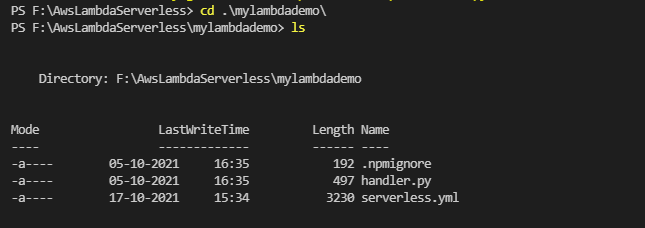 PS F:\AwsLambdaServerless> cd .\mylambdademo\
PS F:\AwsLambdaServerless\mylambdademo> ls
Directory: F:\AwsLambdaServerless\mylambdademo
Mode LastWriteTime Length Name
---- ------------- ------ ----
-a---- 05-10-2021 16:35 192 .npmignore
-a---- 05-10-2021 16:35 497 handler.py
-a---- 17-10-2021 15:34 3230 serverless.yml